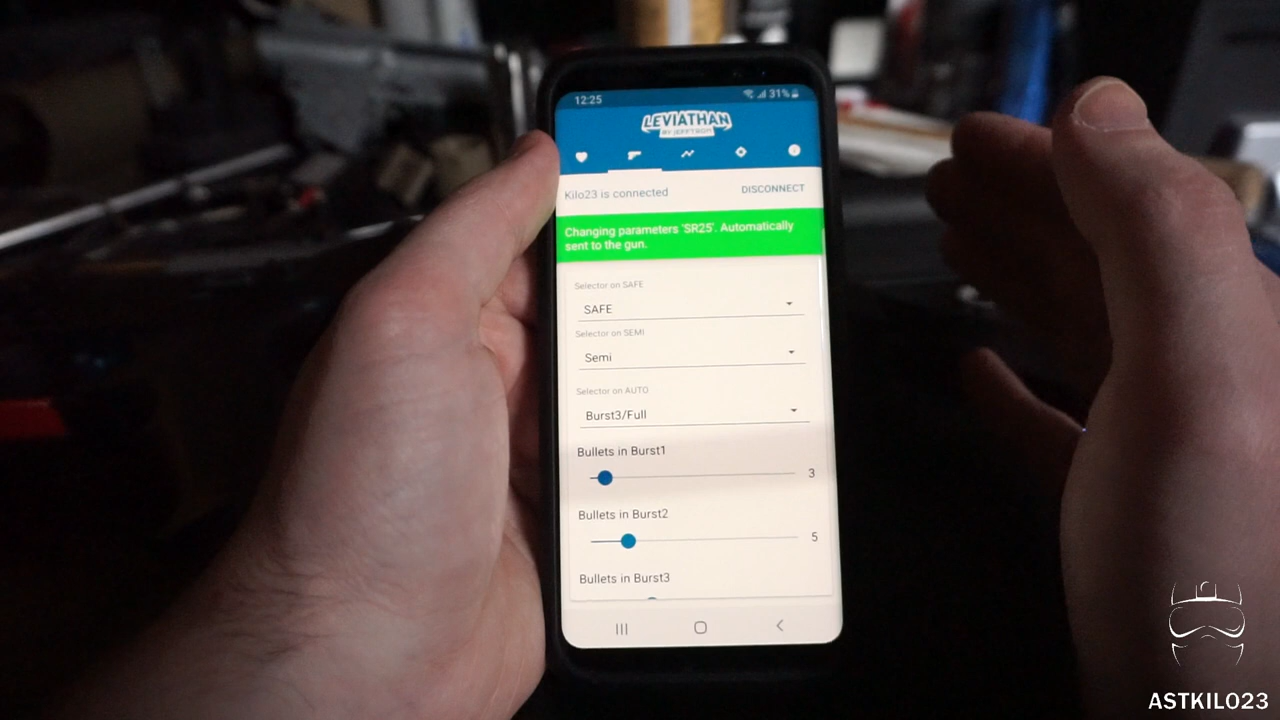 12:25
31%
LEVIATHAN
BY JEFFTRON
Kilo23 is connected
DISCONNECT
Changing parameters 'SR25'. Automatically
sent to the gun.
Selector on SAFE
SAFE
Selector on SEMI
Semi
Selector on AUTO
Burst3/Full
Bullets in Burst1
3
Bullets in Burst2
5
Bullets in Burst3
ASTKILO23